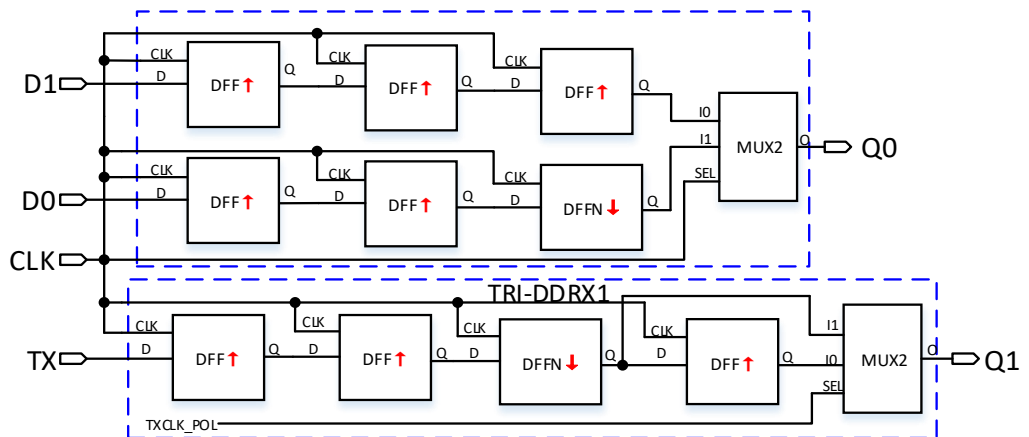 CLK CLK CLK
D1 D DFF↑ Q D DFF↑ Q D DFF↑ Q I0
I1 MUX2 O Q0
SEL
CLK CLK CLK
D0 D DFF↑ Q D DFF↑ Q D DFFN↓ Q
CLK
TRI-DDRX1
CLK CLK CLK CLK I1
TX D DFF↑ Q D DFF↑ Q D DFFN↓ Q D DFF↑ Q I0 MUX2 O Q1
SEL
TXCLK_POL